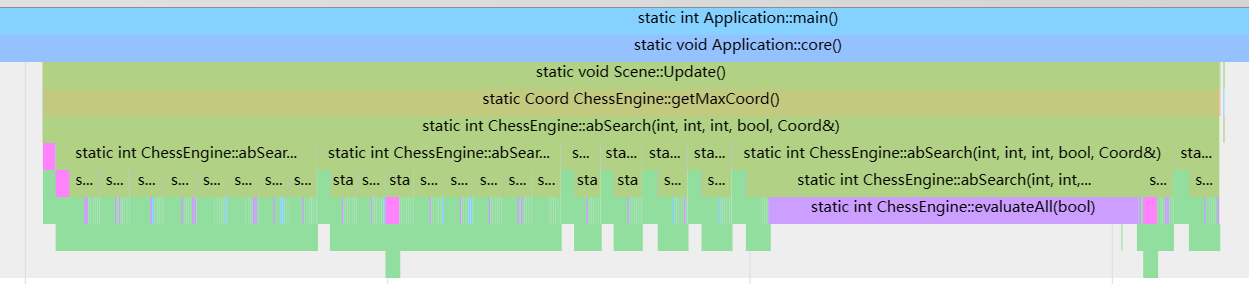 static int Application::main()
static void Application::core()
static void Scene::Update()
static Coord ChessEngine::getMaxCoord()
static int ChessEngine::abSearch(int, int, int, bool, Coord&)
static int ChessEngine::abSear... static int ChessEngine::abSear... s... sta... sta... sta... static int ChessEngine::abSearch(int, int, int, bool, Coord&) sta...
s... s... s... s... s... s... s... s... sta s... sta s... s... s... s... s... sta sta s... s... static int ChessEngine::abSearch(int, int,... s... s...
static int ChessEngine::evaluateAll(bool)